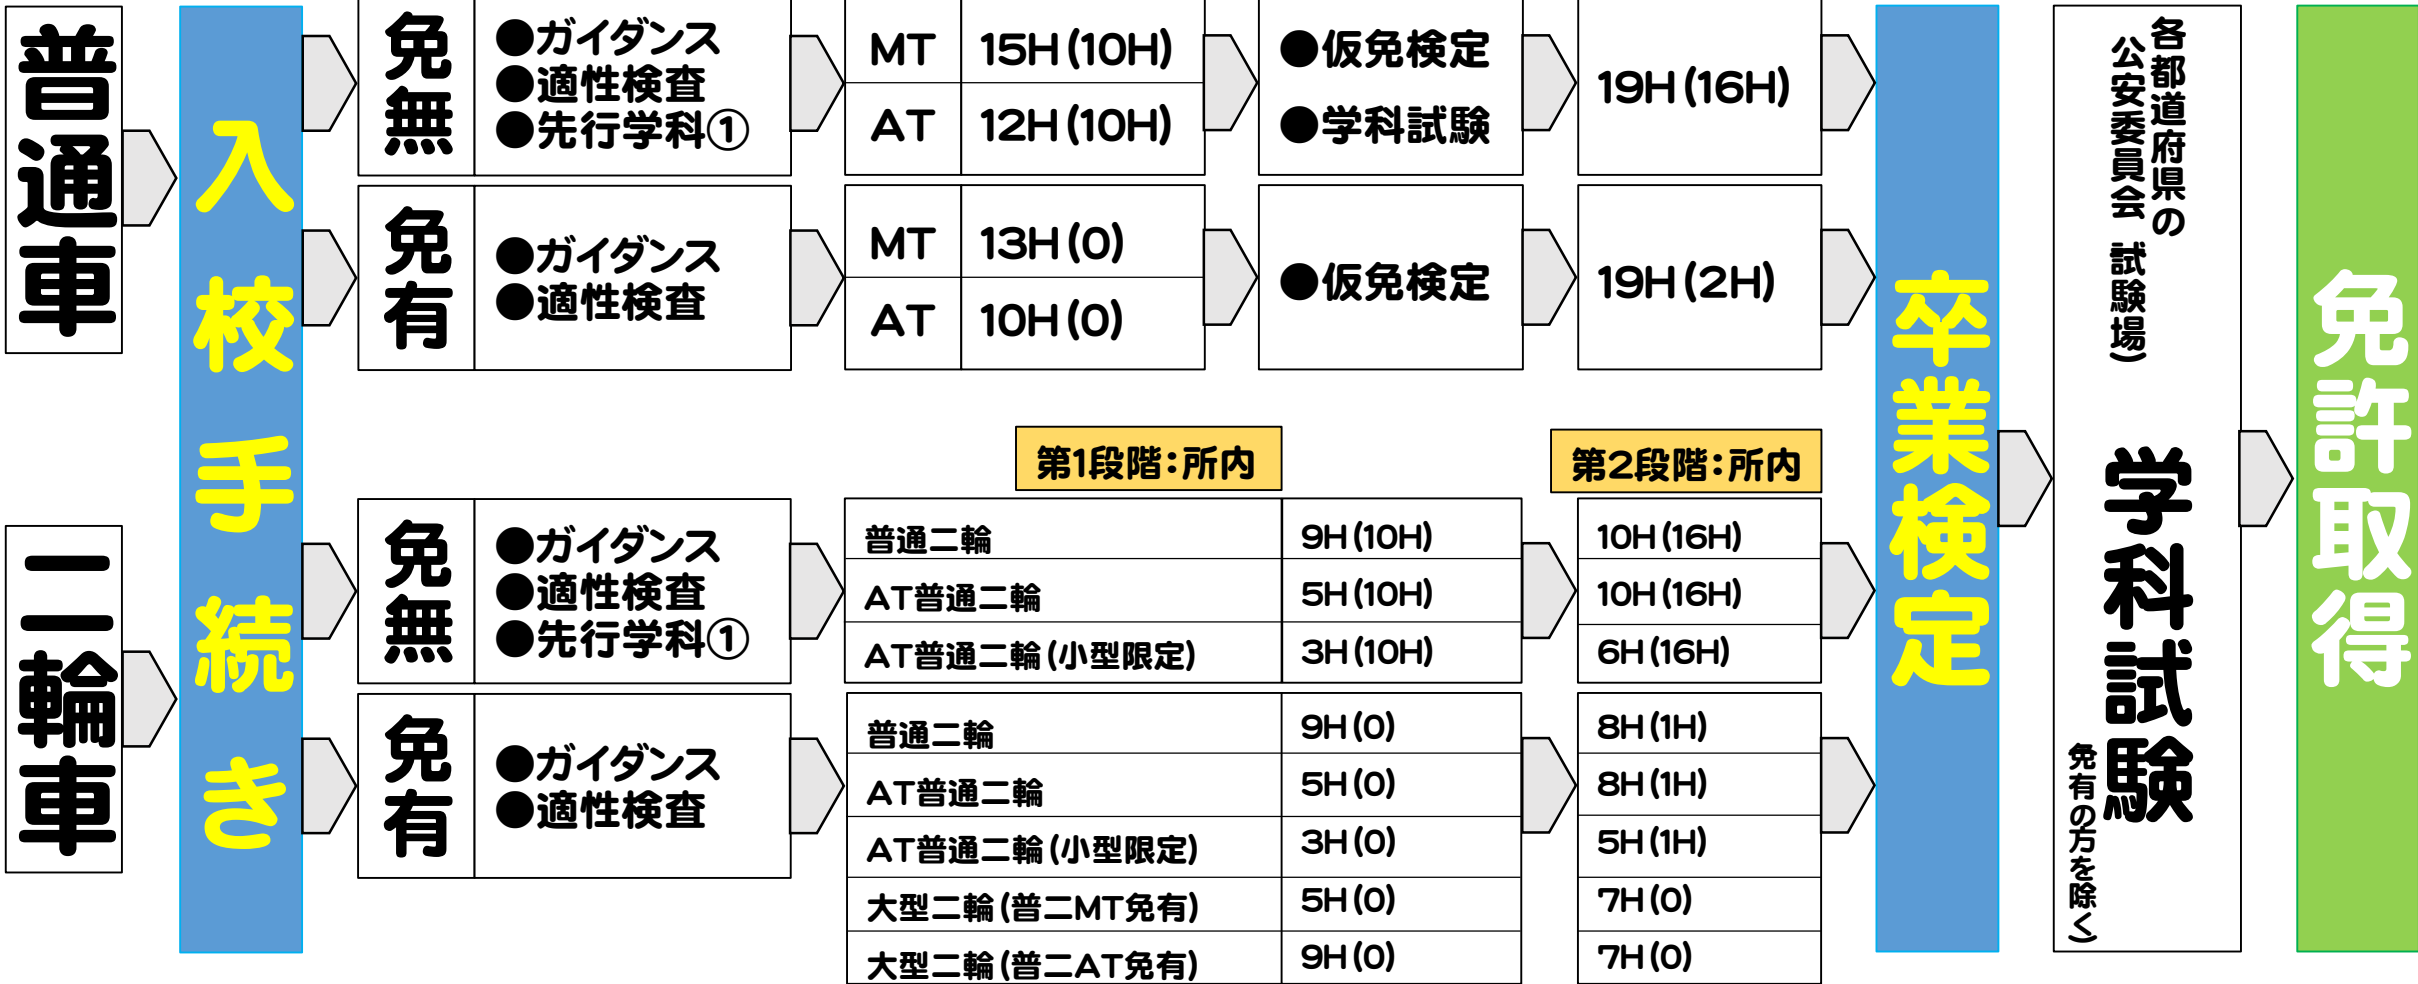 普通車
入校手続き
免無
●ガイダンス
●適性検査
●先行学科①
MT 15H(10H)
AT 12H(10H)
●仮免検定
●学科試験
19H(16H)
免有
●ガイダンス
●適性検査
MT 13H(0)
AT 10H(0)
●仮免検定
19H(2H)
二輪車
第1段階：所内
第2段階：所内
免無
●ガイダンス
●適性検査
●先行学科①
普通二輪 9H(10H) 10H(16H)
AT普通二輪 5H(10H) 10H(16H)
AT普通二輪(小型限定) 3H(10H) 6H(16H)
免有
●ガイダンス
●適性検査
普通二輪 9H(0) 8H(1H)
AT普通二輪 5H(0) 8H(1H)
AT普通二輪(小型限定) 3H(0) 5H(1H)
大型二輪(普二MT免有) 5H(0) 7H(0)
大型二輪(普二AT免有) 9H(0) 7H(0)
卒業検定
各都道府県の
公安委員会 試験場)
学科試験
免有の方を除く)
免許取得